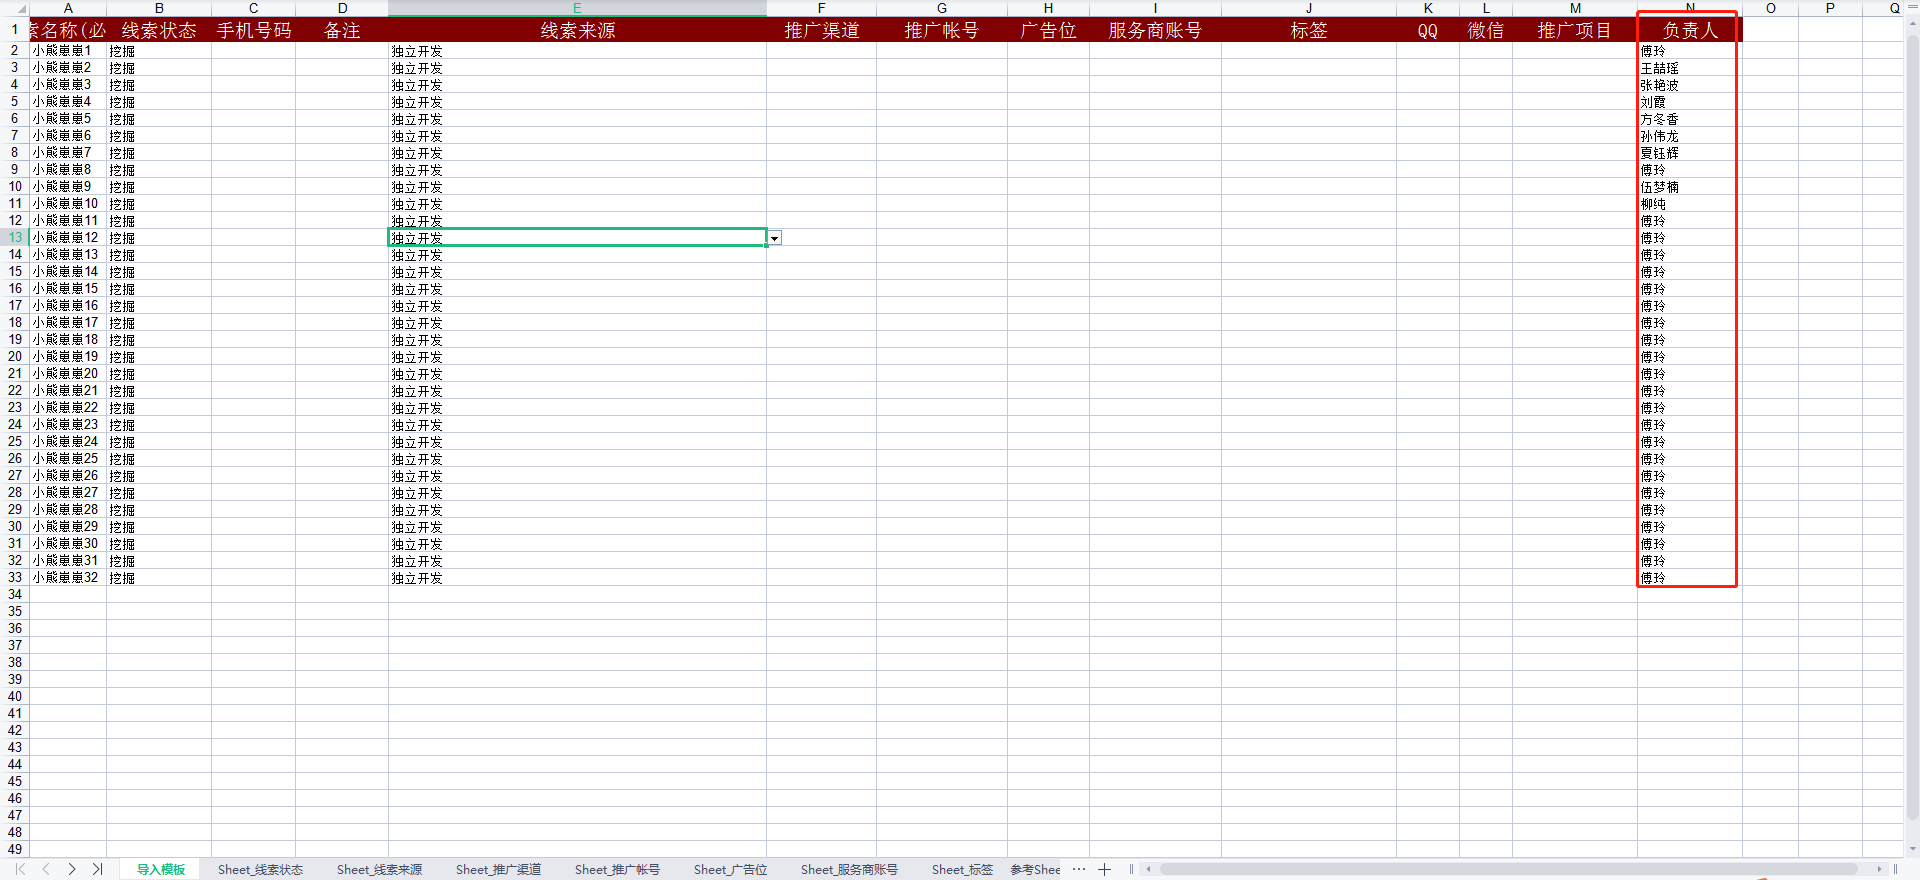 A B C D E F G H I J K L M N O P Q
1 索名称(必 线索状态 手机号码 备注 线索来源 推广渠道 推广帐号 广告位 服务商账号 标签 QQ 微信 推广项目 负责人
2 小熊崽崽1 挖掘 独立开发 傅玲
3 小熊崽崽2 挖掘 独立开发 王喆瑶
4 小熊崽崽3 挖掘 独立开发 张艳波
5 小熊崽崽4 挖掘 独立开发 刘霞
6 小熊崽崽5 挖掘 独立开发 方冬香
7 小熊崽崽6 挖掘 独立开发 孙伟龙
8 小熊崽崽7 挖掘 独立开发 夏钰辉
9 小熊崽崽8 挖掘 独立开发 傅玲
10 小熊崽崽9 挖掘 独立开发 伍梦楠
11 小熊崽崽10 挖掘 独立开发 柳纯
12 小熊崽崽11 挖掘 独立开发 傅玲
13 小熊崽崽12 挖掘 独立开发 傅玲
14 小熊崽崽13 挖掘 独立开发 傅玲
15 小熊崽崽14 挖掘 独立开发 傅玲
16 小熊崽崽15 挖掘 独立开发 傅玲
17 小熊崽崽16 挖掘 独立开发 傅玲
18 小熊崽崽17 挖掘 独立开发 傅玲
19 小熊崽崽18 挖掘 独立开发 傅玲
20 小熊崽崽19 挖掘 独立开发 傅玲
21 小熊崽崽20 挖掘 独立开发 傅玲
22 小熊崽崽21 挖掘 独立开发 傅玲
23 小熊崽崽22 挖掘 独立开发 傅玲
24 小熊崽崽23 挖掘 独立开发 傅玲
25 小熊崽崽24 挖掘 独立开发 傅玲
26 小熊崽崽25 挖掘 独立开发 傅玲
27 小熊崽崽26 挖掘 独立开发 傅玲
28 小熊崽崽27 挖掘 独立开发 傅玲
29 小熊崽崽28 挖掘 独立开发 傅玲
30 小熊崽崽29 挖掘 独立开发 傅玲
31 小熊崽崽30 挖掘 独立开发 傅玲
32 小熊崽崽31 挖掘 独立开发 傅玲
33 小熊崽崽32 挖掘 独立开发 傅玲
34
35
36
37
38
39
40
41
42
43
44
45
46
47
48
49
导入模板 Sheet_线索状态 Sheet_线索来源 Sheet_推广渠道 Sheet_推广帐号 Sheet_广告位 Sheet_服务商账号 Sheet_标签 参考Shee ···